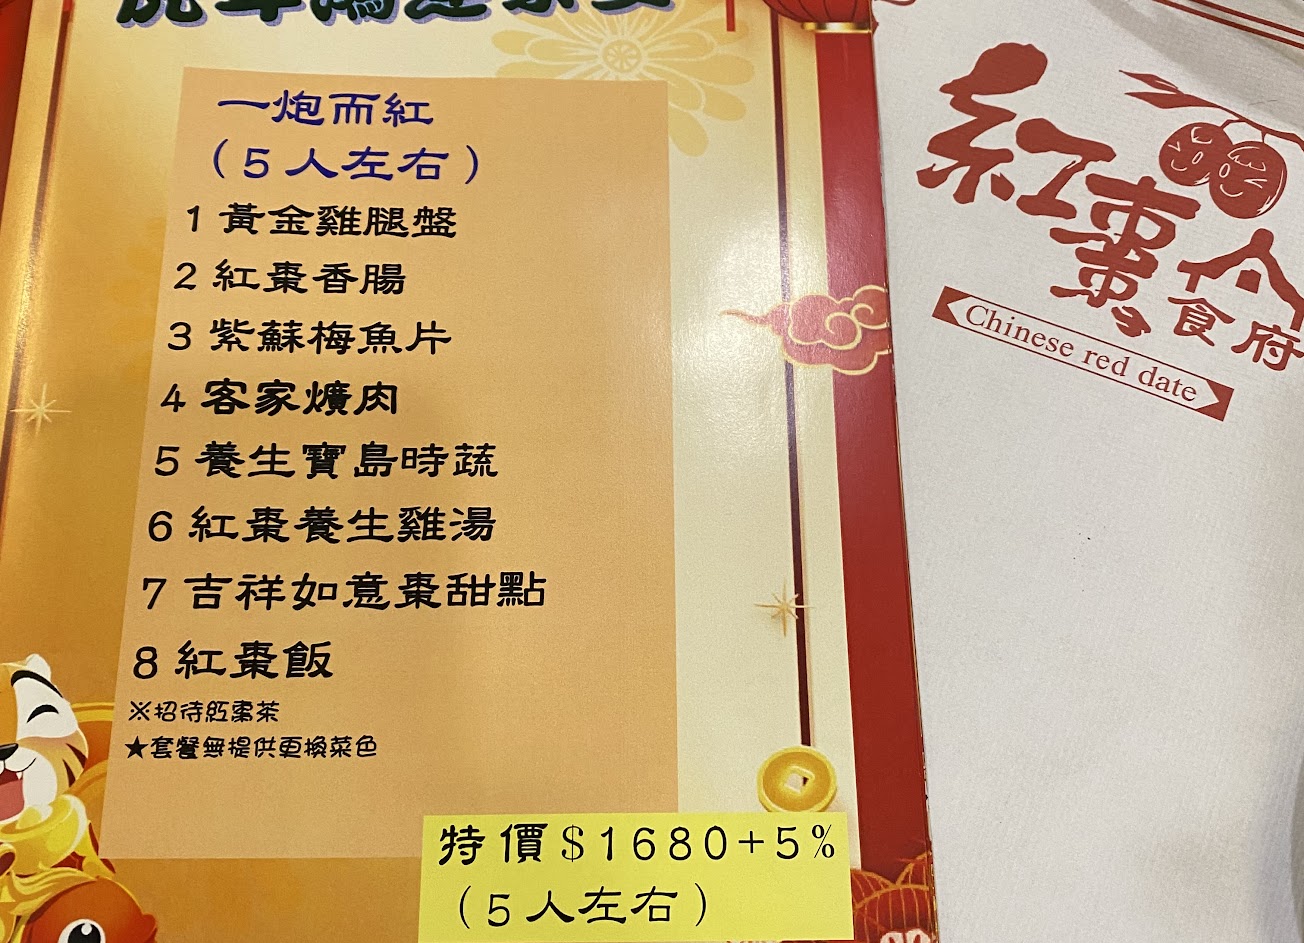 一炮而紅
(5人左右)
1 黃金雞腿盤
2 紅棗香腸
3 紫蘇梅魚片
4 客家爌肉
5 養生寶島時蔬
6 紅棗養生雞湯
7 吉祥如意棗甜點
8 紅棗飯
※招待紅棗茶
★套餐無提供更換菜色
特價$1680+5%
(5人左右)
紅棗食府
Chinese red date